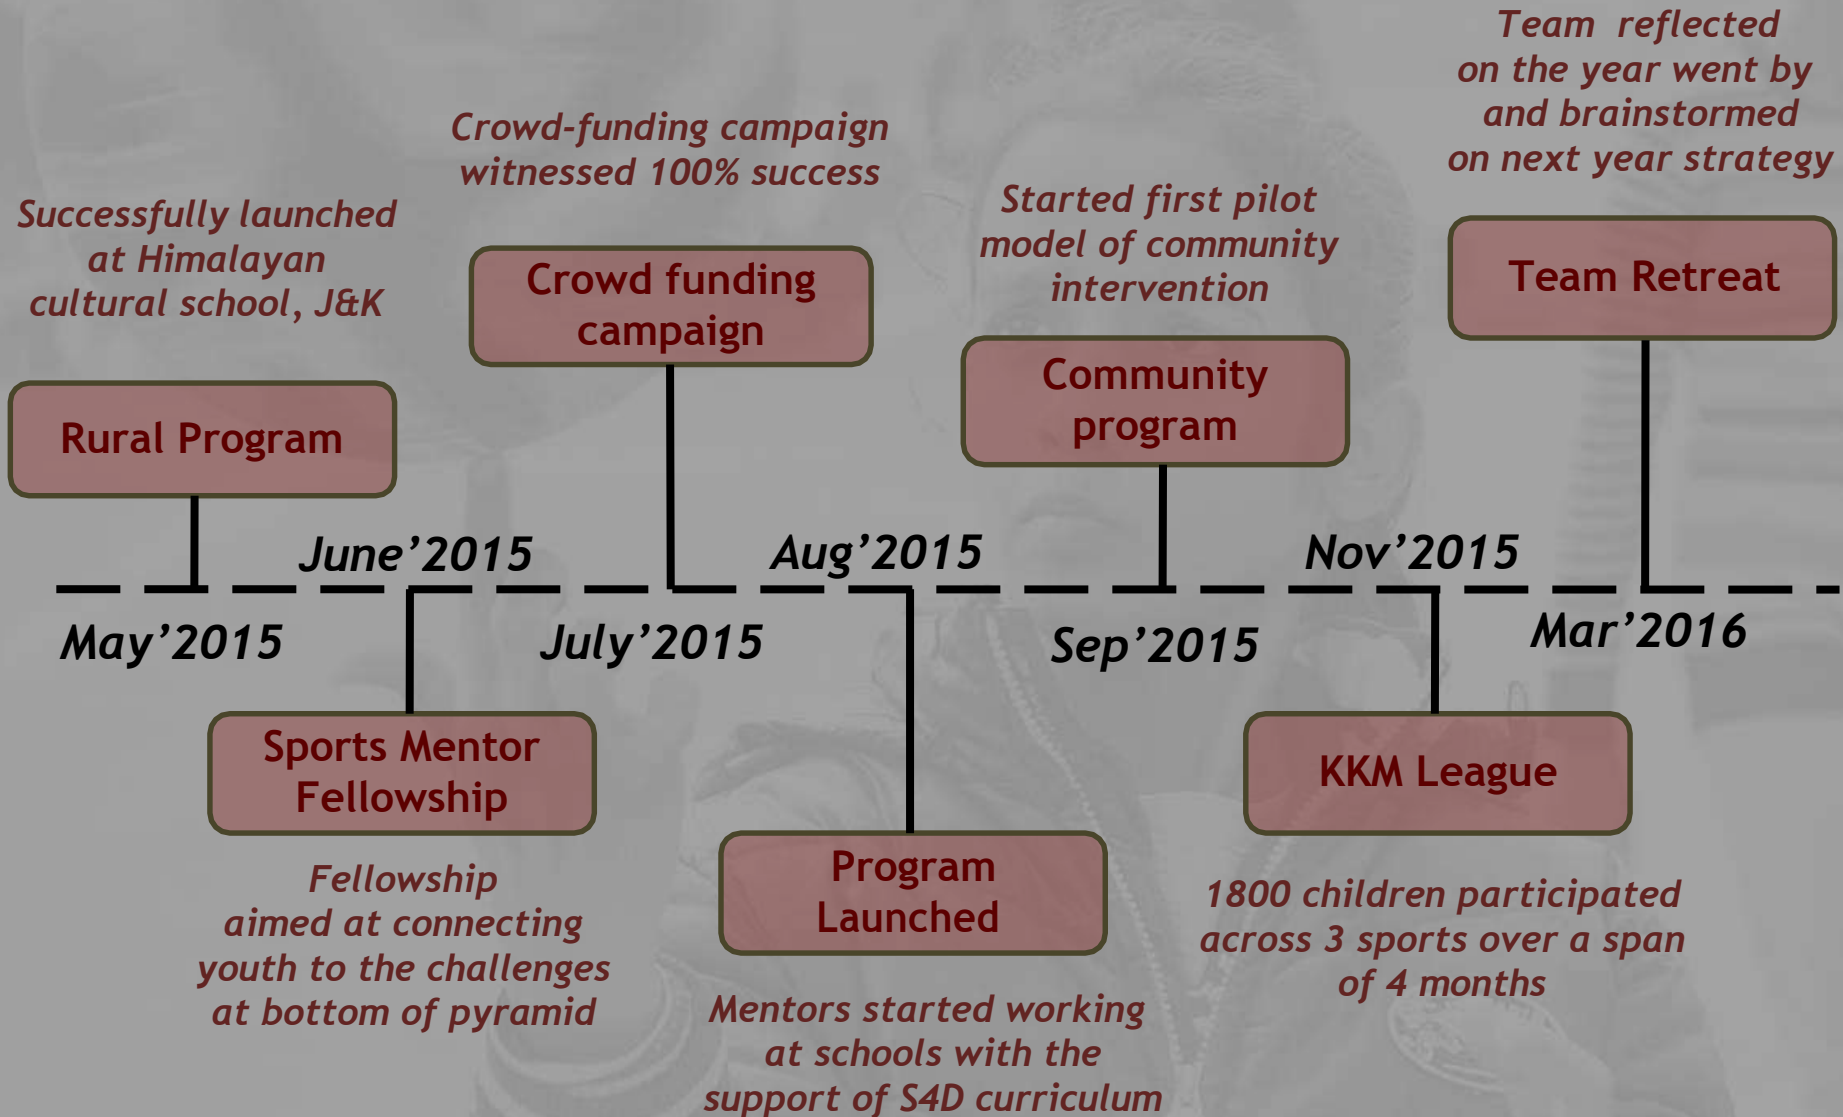 Successfully launched
at Himalayan
cultural school, J&K
Rural Program
May’2015
June’2015
Sports Mentor
Fellowship
Fellowship
aimed at connecting
youth to the challenges
at bottom of pyramid
Crowd-funding campaign
witnessed 100% success
Crowd funding
campaign
July’2015
Aug’2015
Program
Launched
Mentors started working
at schools with the
support of S4D curriculum
Started first pilot
model of community
intervention
Community
program
Sep’2015
Nov’2015
KKM League
1800 children participated
across 3 sports over a span
of 4 months
Team reflected
on the year went by
and brainstormed
on next year strategy
Team Retreat
Mar’2016